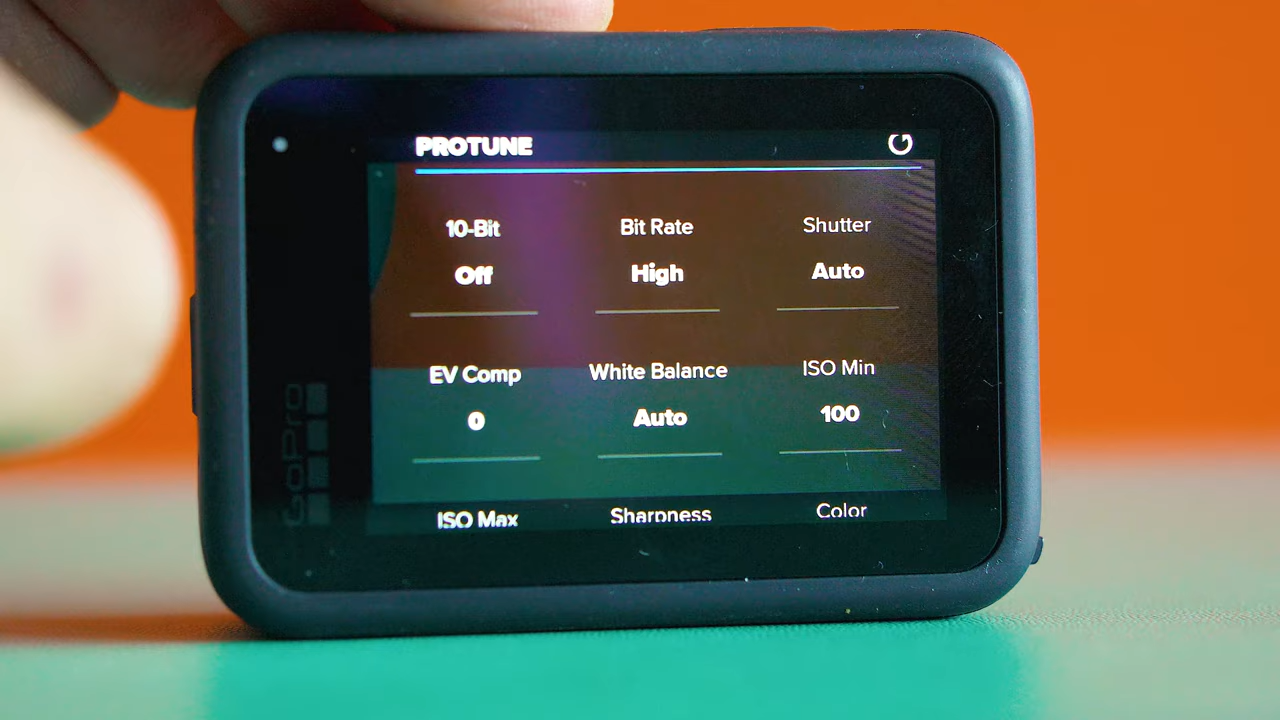 PROTUNE
10-Bit Bit Rate Shutter
Off High Auto
EV Comp White Balance ISO Min
0 Auto 100
ISO Max Sharpness Color
GoPro